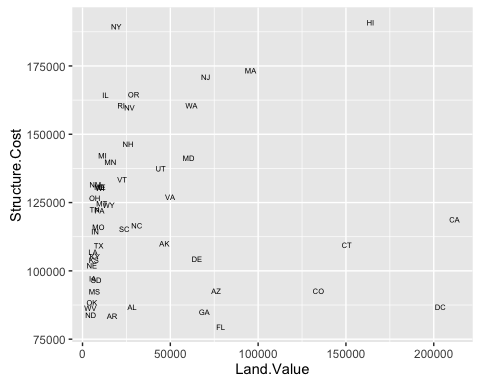 HI
NY
175000
MA
NJ
IL
OR
RI
NV
WA
150000
NH
MI
MN
MD
UT
VT
VA
125000
OH
WY
CA
MO
NC
SC
IN
AK
CT
TX
DE
100000
NE
SD
MS
AZ
CO
OK
WV
AL
DC
ND
AR
GA
FL
75000
0
50000
100000
150000
200000
Structure.Cost
Land.Value